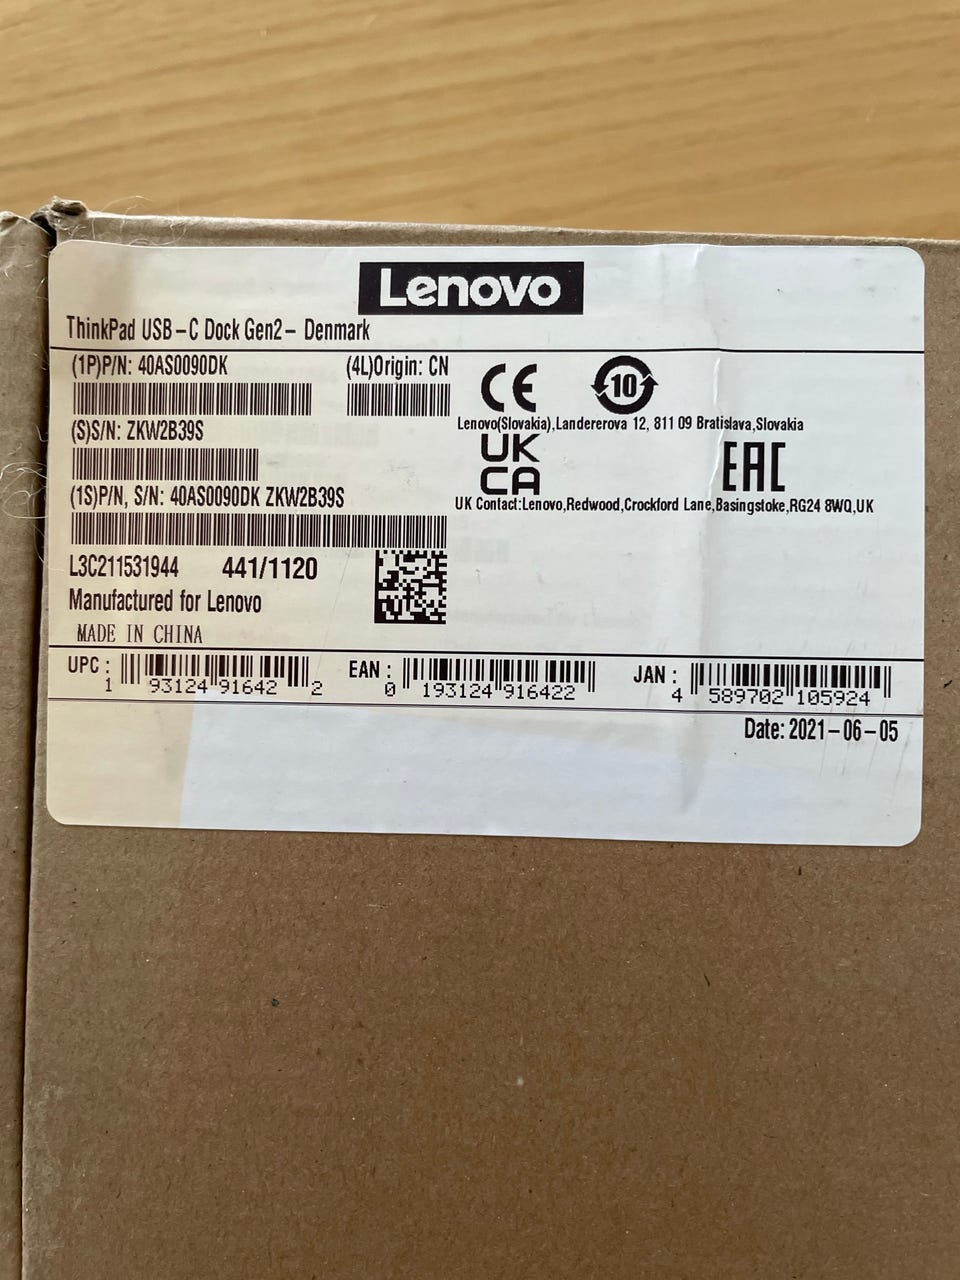 Lenovo
ThinkPad USB-C Dock Gen2- Denmark
(1P)P/N: 40AS0090DK
(4L)Origin: CN
(S)S/N: ZKW2B39S
(1S)P/N, S/N: 40AS0090DK ZKW2B39S
L3C211531944 441/1120
Manufactured for Lenovo
MADE IN CHINA
CE
10
Lenovo(Slovakia),Landererova 12, 811 09 Bratislava,Slovakia
UK
CA
EAC
UK Contact:Lenovo,Redwood,Crockford Lane,Basingstoke,RG24 8WQ,UK
UPC :
1 93124 91642 2
EAN :
0 193124 916422
JAN :
4 589702 105924
Date: 2021-06-05